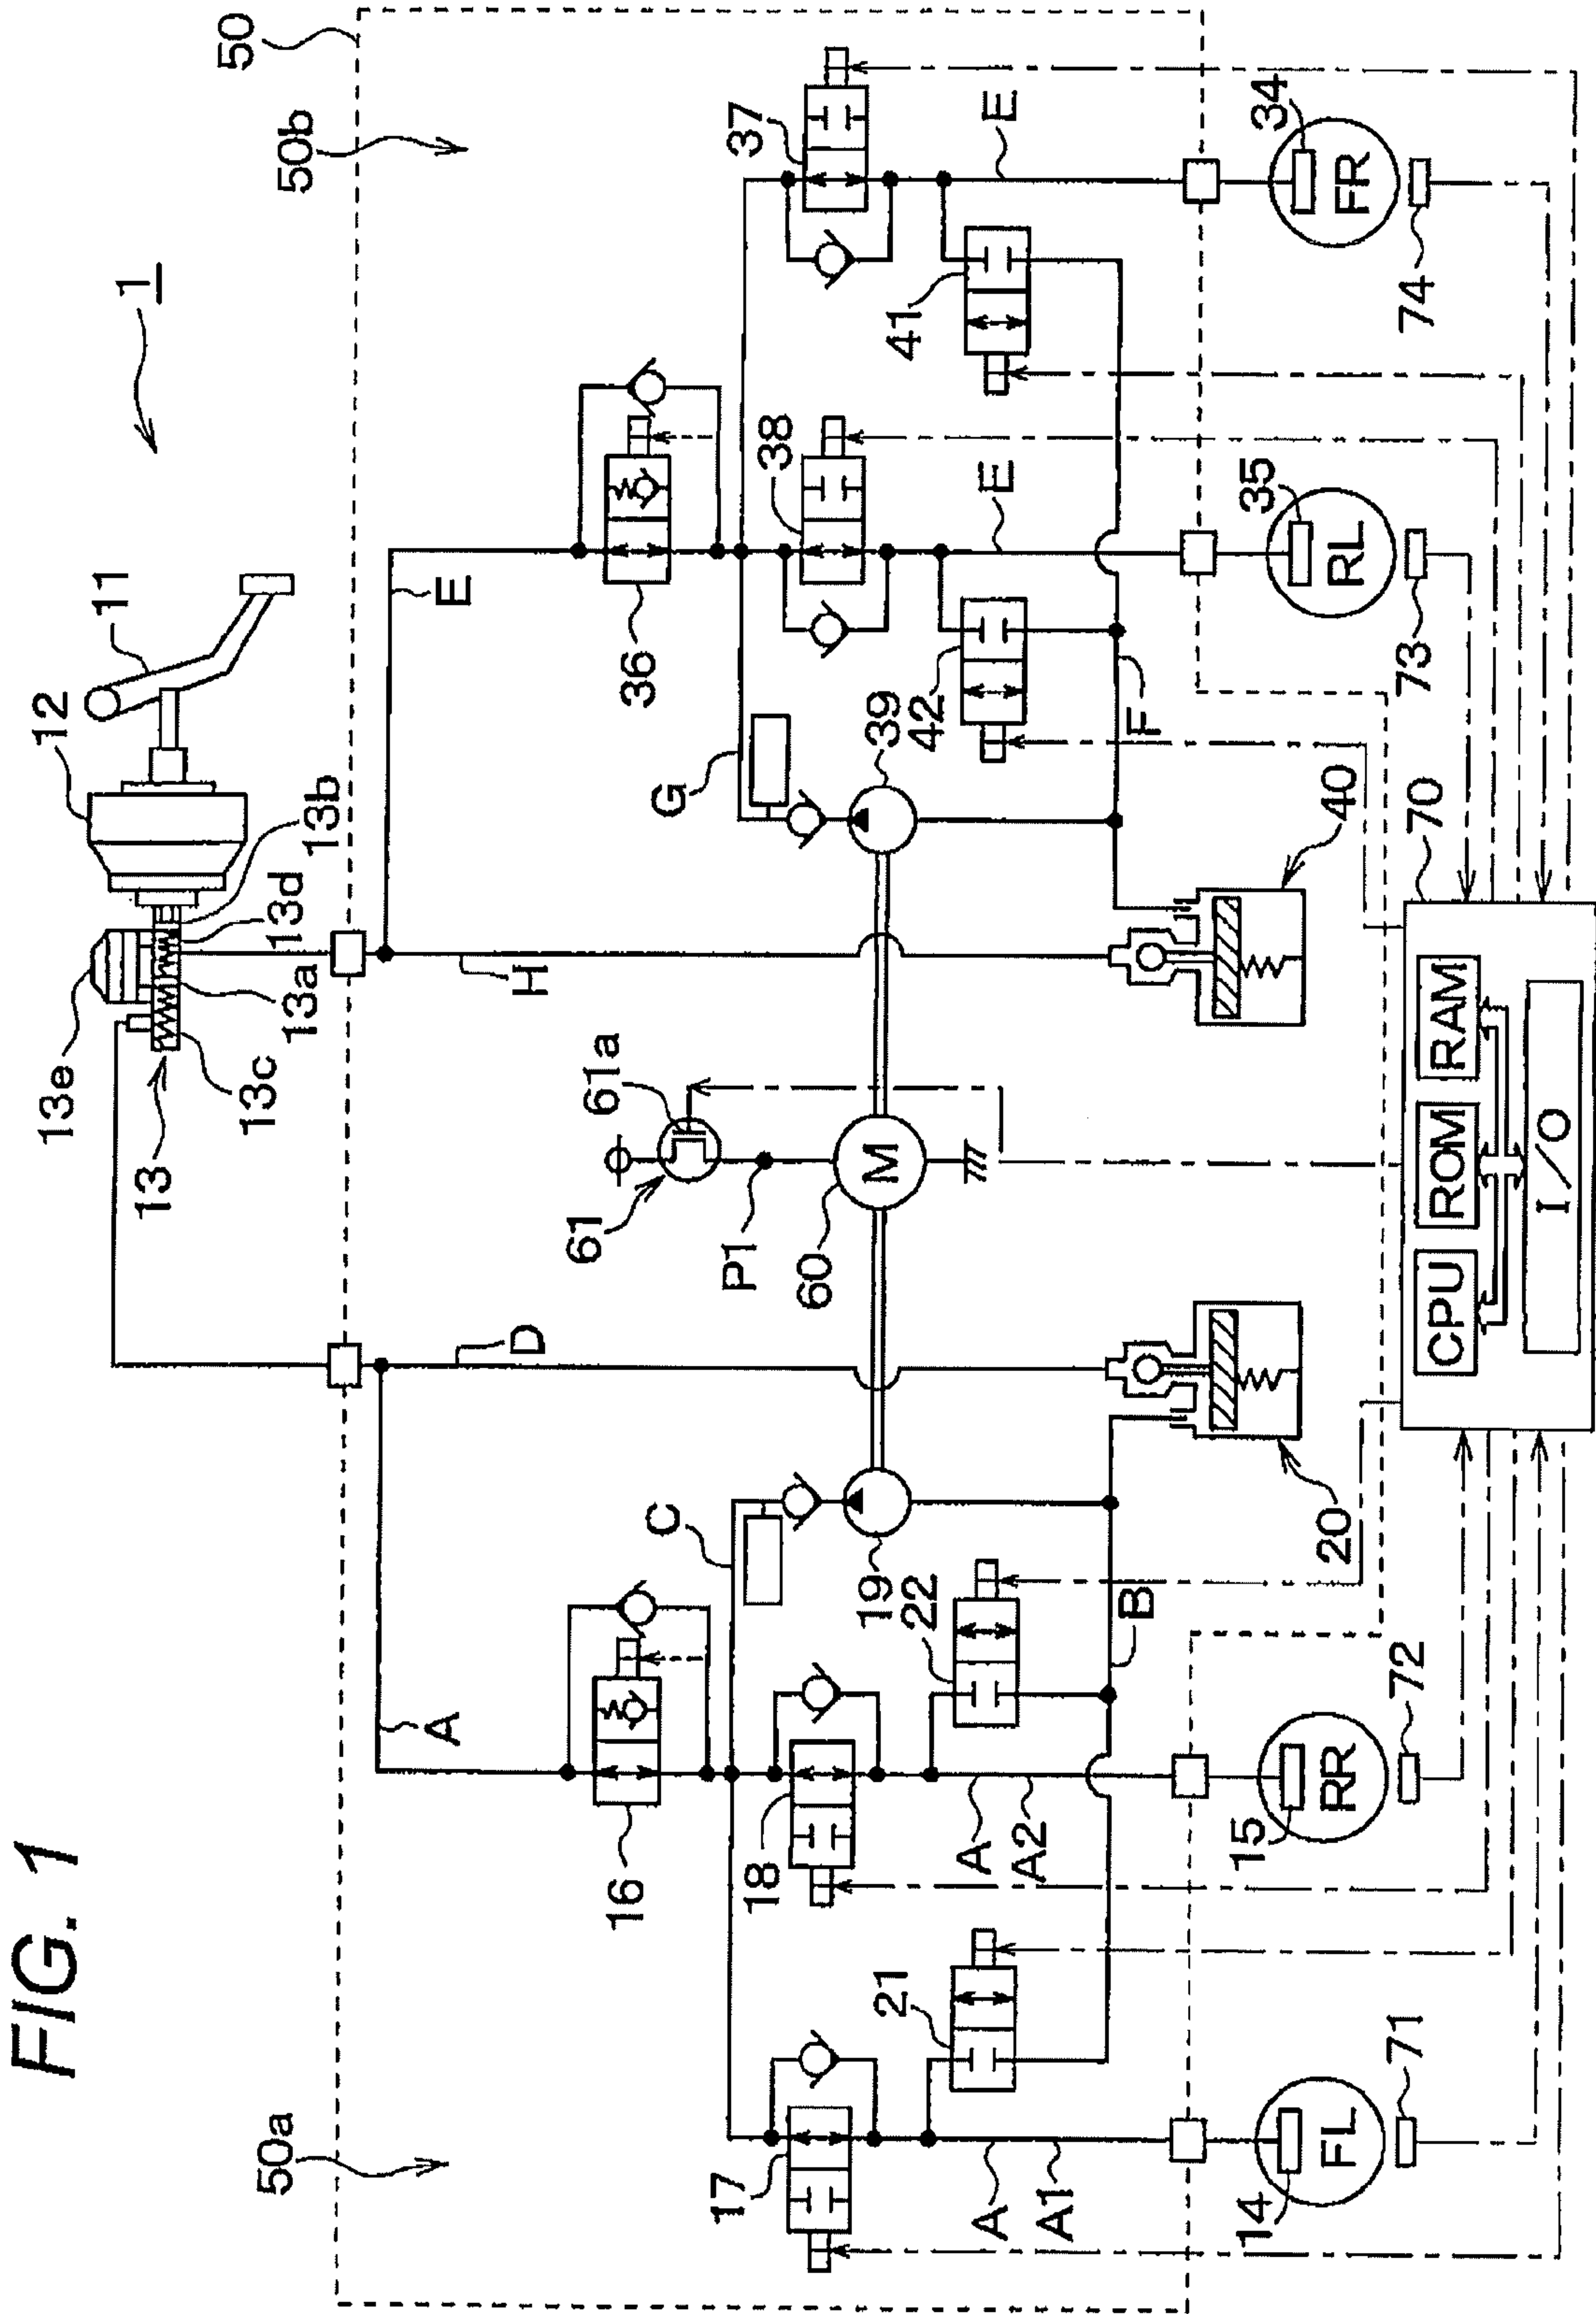 FIG. 1
1
11
12
13e
13b
13d
13a
13c
13
50
50a
50b
A
D
E
H
61
61a
P1
60
M
16
36
C
G
17
18
19
39
38
37
21
22
42
41
A
A1
A
A2
B
F
E
E
20
40
14
FL
15
RR
35
RL
34
FR
71
72
73
74
70
CPU
ROM
RAM
I/O